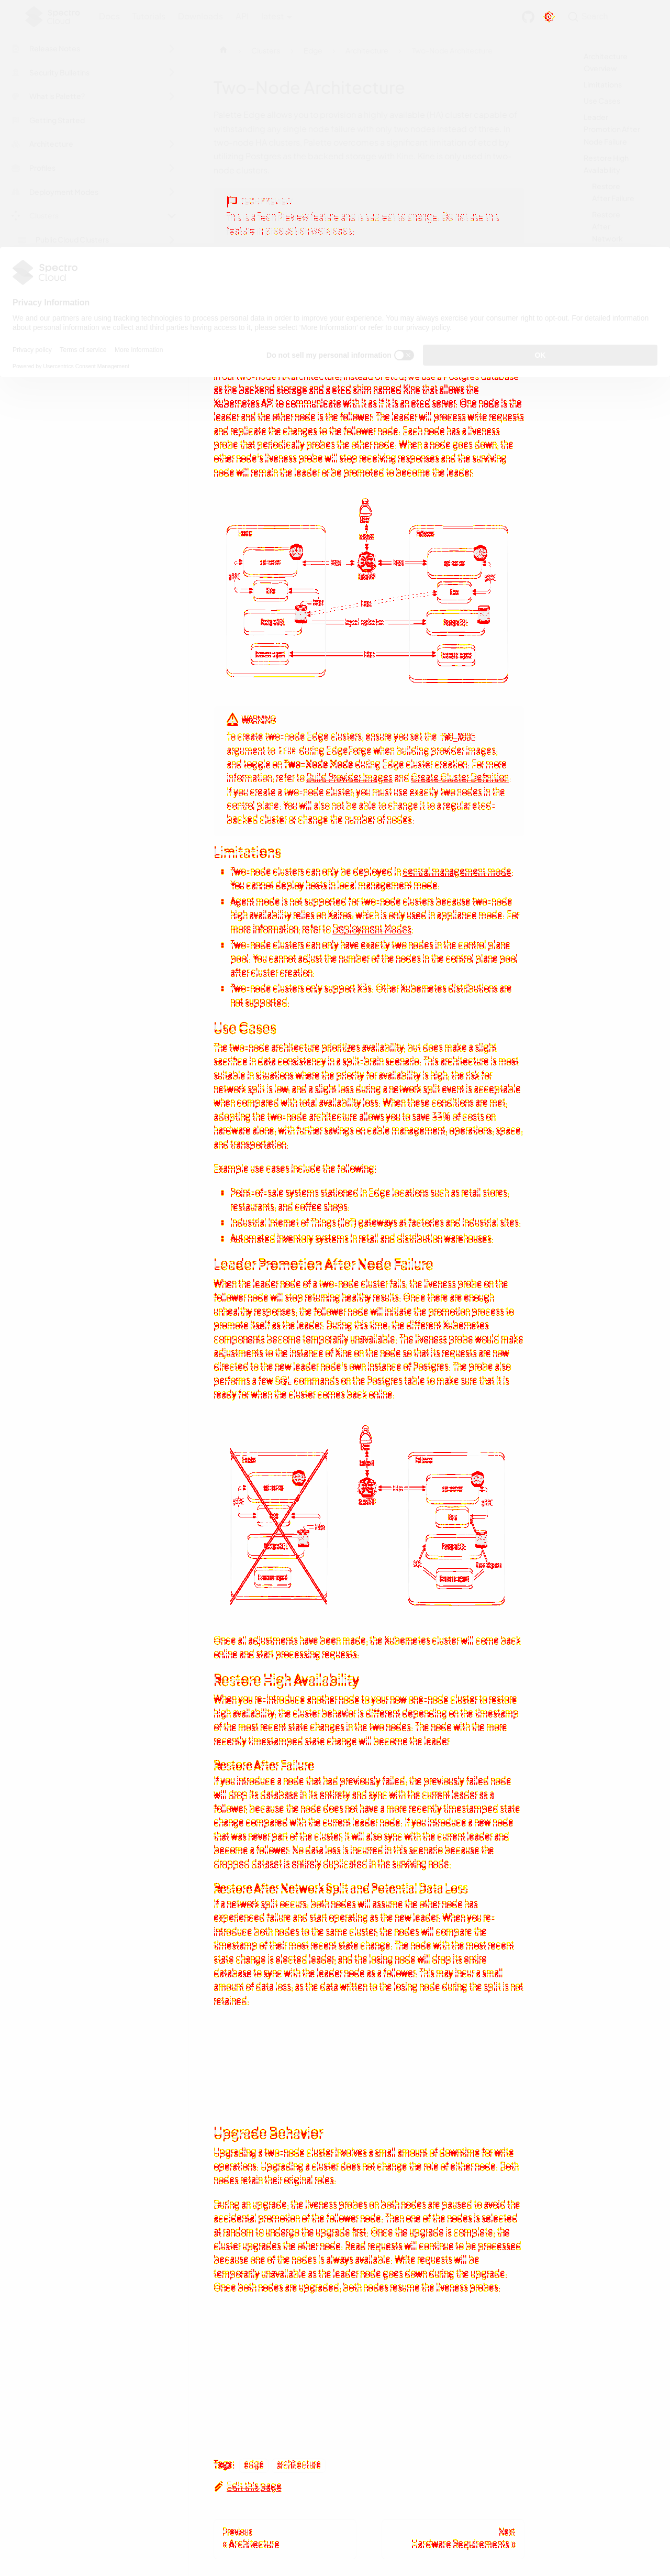 Two-Node Architecture
This is a Tech Preview feature and is subject to change. Do not use this
feature in production workloads.
Spectro
Cloud
Privacy Information
We and our partners are using tracking technologies to process personal data in order to improve your experience. You may always exercise your consumer right to opt out. For detailed information
about personal information we collect and third parties having access to it, please select 'More Information' or refer to our privacy policy.
Privacy policy
Terms of service
More information
Do not sell my personal information
OK
In our two-node HA architecture, instead of etcd, we use a Postgres database
as the backend storage and a etcd shim named Kine that allows the
Kubernetes API to communicate with it as if it is an etcd server. One node is the
leader and the other node is the follower. The leader will process write requests
and replicate the changes to the follower node. Each node has a liveness
probe that periodically probes the other node. When a node goes down, the
other node's liveness probe will stop receiving responses and the surviving
node will remain the leader or be promoted to become the leader.
WARNING
To create two-node Edge clusters, ensure you set the
argument to true during EdgeForge when building provider images,
and toggle on Two-Node Mode during Edge cluster creation. For more
information, refer to Build Provider Images and Create Cluster Definition.
If you create a two-node cluster, you must use exactly two nodes in the
control plane. You will also not be able to change it to a regular etcd-
backed cluster or change the number of nodes.
Limitations
Two-node clusters can only be deployed in central management mode.
You cannot deploy hosts in local management mode.
Agent mode is not supported for two-node clusters because two-node
high availability relies on Kairos, which is only used in appliance mode. For
more information, refer to Deployment Modes.
Two-node clusters can only have exactly two nodes in the control plane
pool. You cannot adjust the number of the nodes in the control plane pool
after cluster creation.
Two-node clusters only support K3s. Other Kubernetes distributions are
not supported.
Use Cases
The two-node architecture prioritizes availability, but does make a slight
sacrifice in data consistency in a split-brain scenario. This architecture is most
suitable in situations where the priority for availability is high, the risk for
network split is low, and a slight loss during a network split event is acceptable
when compared with total availability loss. When these conditions are met,
adopting the two-node architecture allows you to save 33% of costs on
hardware alone, with further savings on cable management, operations, space,
and transportation.
Example use cases include the following:
Point-of-sale systems stationed in Edge locations such as retail stores,
restaurants, and coffee shops.
Industrial Internet of Things (IoT) gateways at factories and industrial sites.
Automated inventory systems in retail and distribution warehouses.
Leader Promotion After Node Failure
When the leader node of a two-node cluster fails, the liveness probe on the
follower node will stop returning healthy results. Once there are enough
unhealthy responses, the follower node will initiate the promotion process to
promote itself as the leader. During this time, the different Kubernetes
components become temporarily unavailable. The liveness probe would make
adjustments to the instance of Kine on the node so that its requests are now
directed to the new leader node's own instance of Postgres. The probe also
performs a few SQL commands on the Postgres table to make sure that it is
ready for when the cluster comes back online.
Once all adjustments have been made, the Kubernetes cluster will come back
online and start processing requests.
Restore High Availability
When you re-introduce another node to your now one-node cluster to restore
high availability, the cluster behavior is different depending on the timestamp
of the most recent state changes in the two nodes. The node with the more
recently timestamped state change will become the leader.
Restore After Failure
If you introduce a node that had previously failed, the previously failed node
will drop its database in its entirety and sync with the current leader as a
follower, because the node does not have a more recently timestamped state
change compared with the current leader node. If you introduce a new node
that was never part of the cluster, it will also sync with the current leader and
become a follower. No data loss is incurred in this scenario because the
dropped dataset is entirely duplicated in the surviving node.
Restore After Network Split and Potential Data Loss
If a network split occurs, both nodes will assume the other node has
experienced failure and start operating as the new leader. When you re-
introduce both nodes to the same cluster, the nodes will compare the
timestamp of their most recent state change. The node with the most recent
state change is elected leader, and the losing node will drop its entire
database to sync with the leader node as a follower. This may incur a small
amount of data loss, as the data written to the losing node during the split is not
retained.
Upgrade Behavior
Upgrading a two-node cluster involves a small amount of downtime for write
operations. Upgrading a cluster does not change the role of either node. Both
nodes retain their original roles.
During an upgrade, the liveness probes on both nodes are paused to avoid the
accidental promotion of the follower node. Then one of the nodes is selected
at random to undergo the upgrade first. Once the upgrade is complete, the
cluster upgrades the other node. Read requests will continue to be processed
because one of the nodes is always available. Write requests will be
temporarily unavailable as the leader node goes down during the upgrade.
Once both nodes are upgraded, both nodes resume the liveness probes.
Tags: edge architecture
Edit this page
Previous
« Architecture
Next
Hardware Requirements »